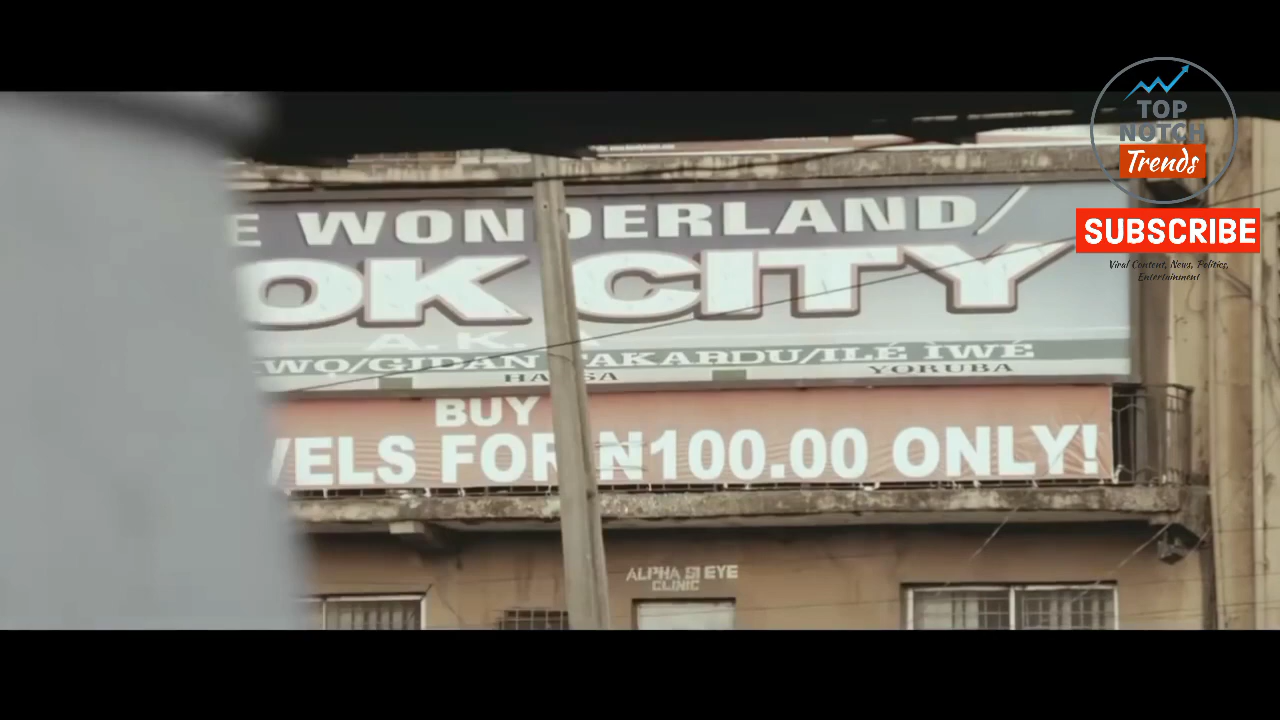 E WONDERLAND/
OK CITY
A.K.A
WO/GIDAN TAKARDU/ILÉ ÌWÉ
HAUSA
YORUBA
BUY
VELS FOR N100.00 ONLY!
ALPHA EYE
CLINIC
TOP
NOTCH
Trends
SUBSCRIBE
Viral Content, News, Politics,
Entertainment